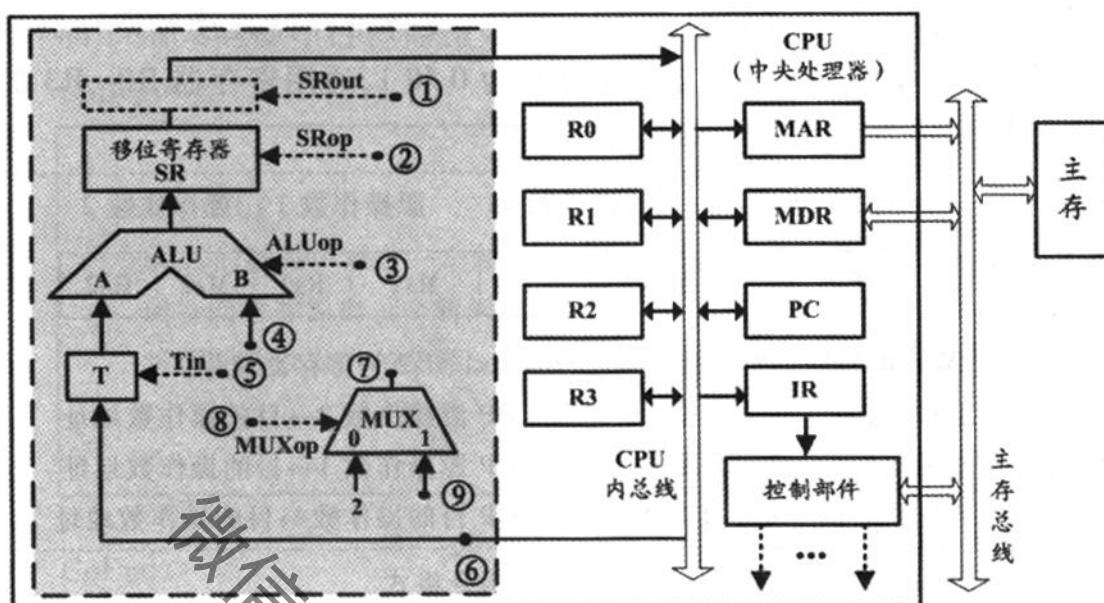 CPU
(中央处理器)
SRout ①
移位寄存器
SR
SRop ②
R0
MAR
主存
R1
MDR
ALU
A
B
ALUop ③
④
R2
PC
T
Tin ⑤
⑦
R3
IR
⑧
MUXop
MUX
0
1
2
⑨
CPU
内总线
控制部件
主存总线
⑥
...
微信